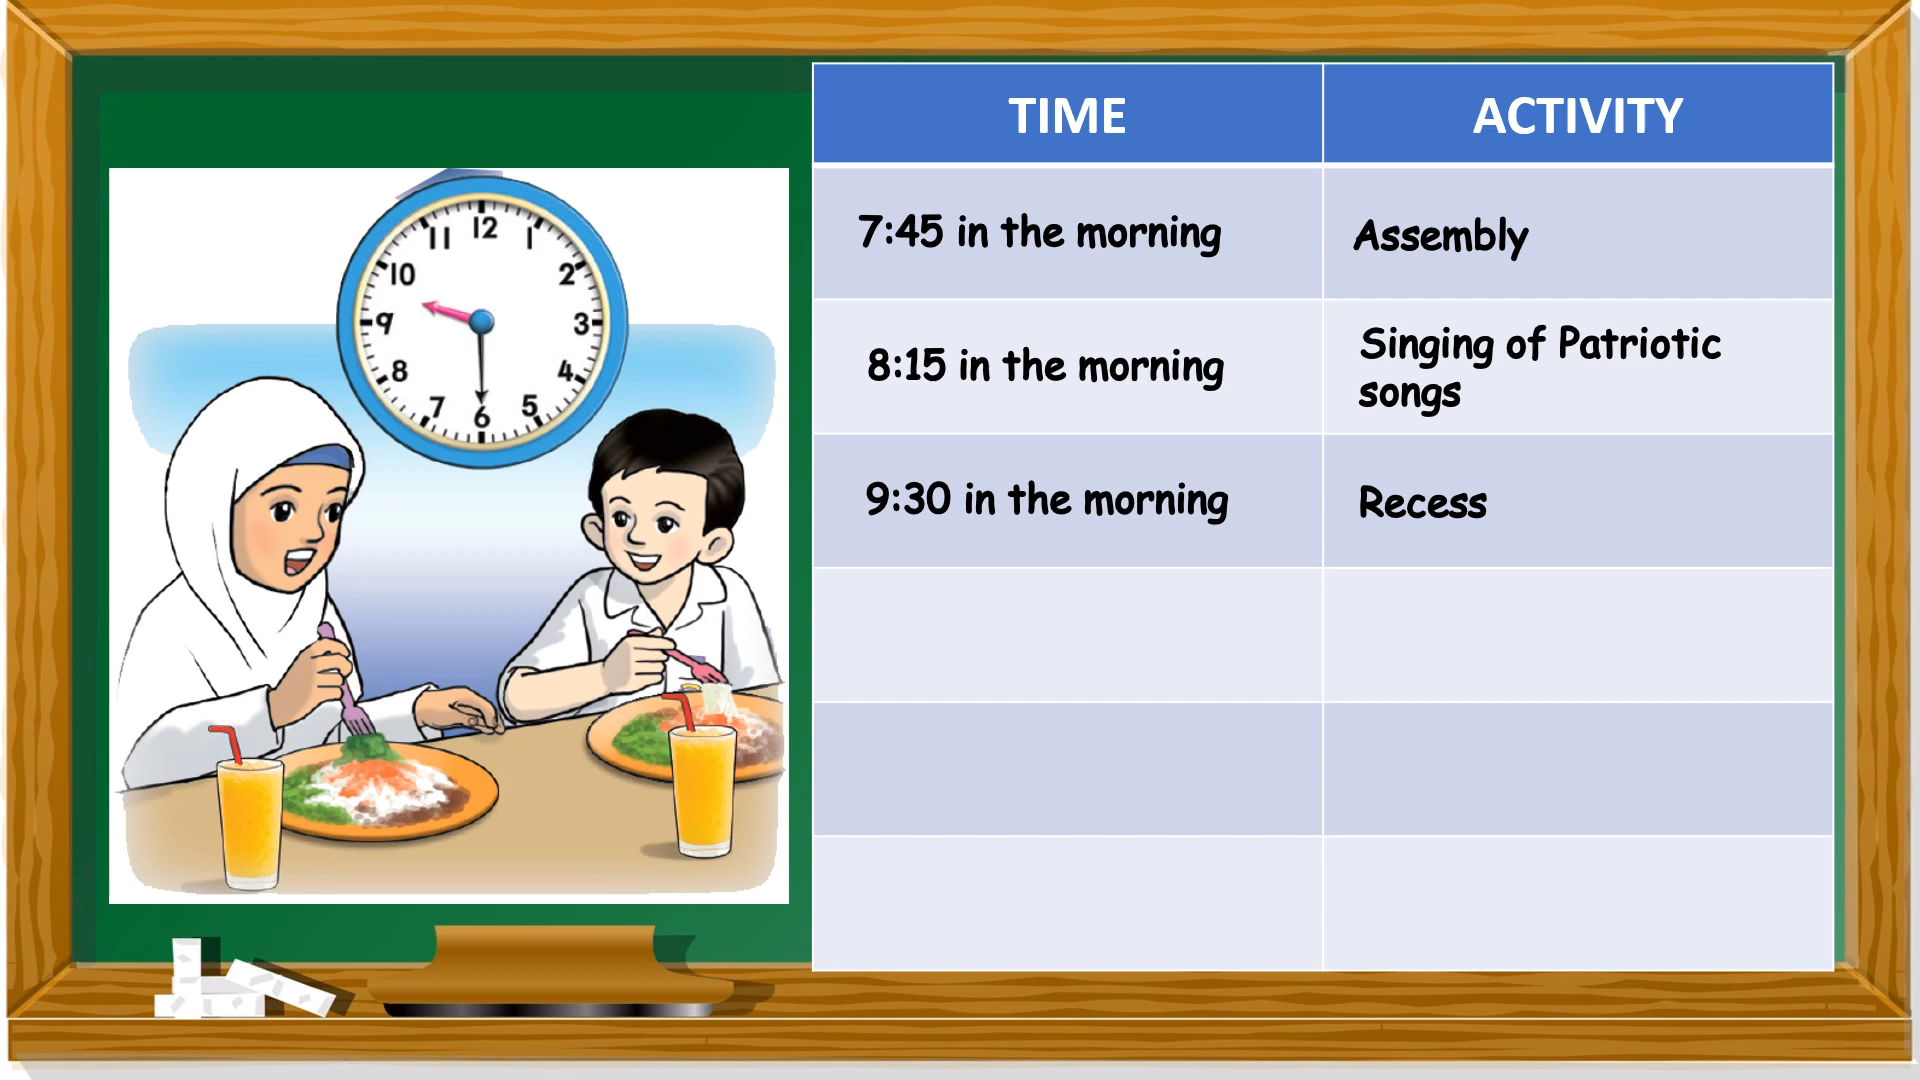 TIME ACTIVITY
7:45 in the morning Assembly
8:15 in the morning Singing of Patriotic
songs
9:30 in the morning Recess
12
1
2
3
4
5
6
7
8
9
10
11